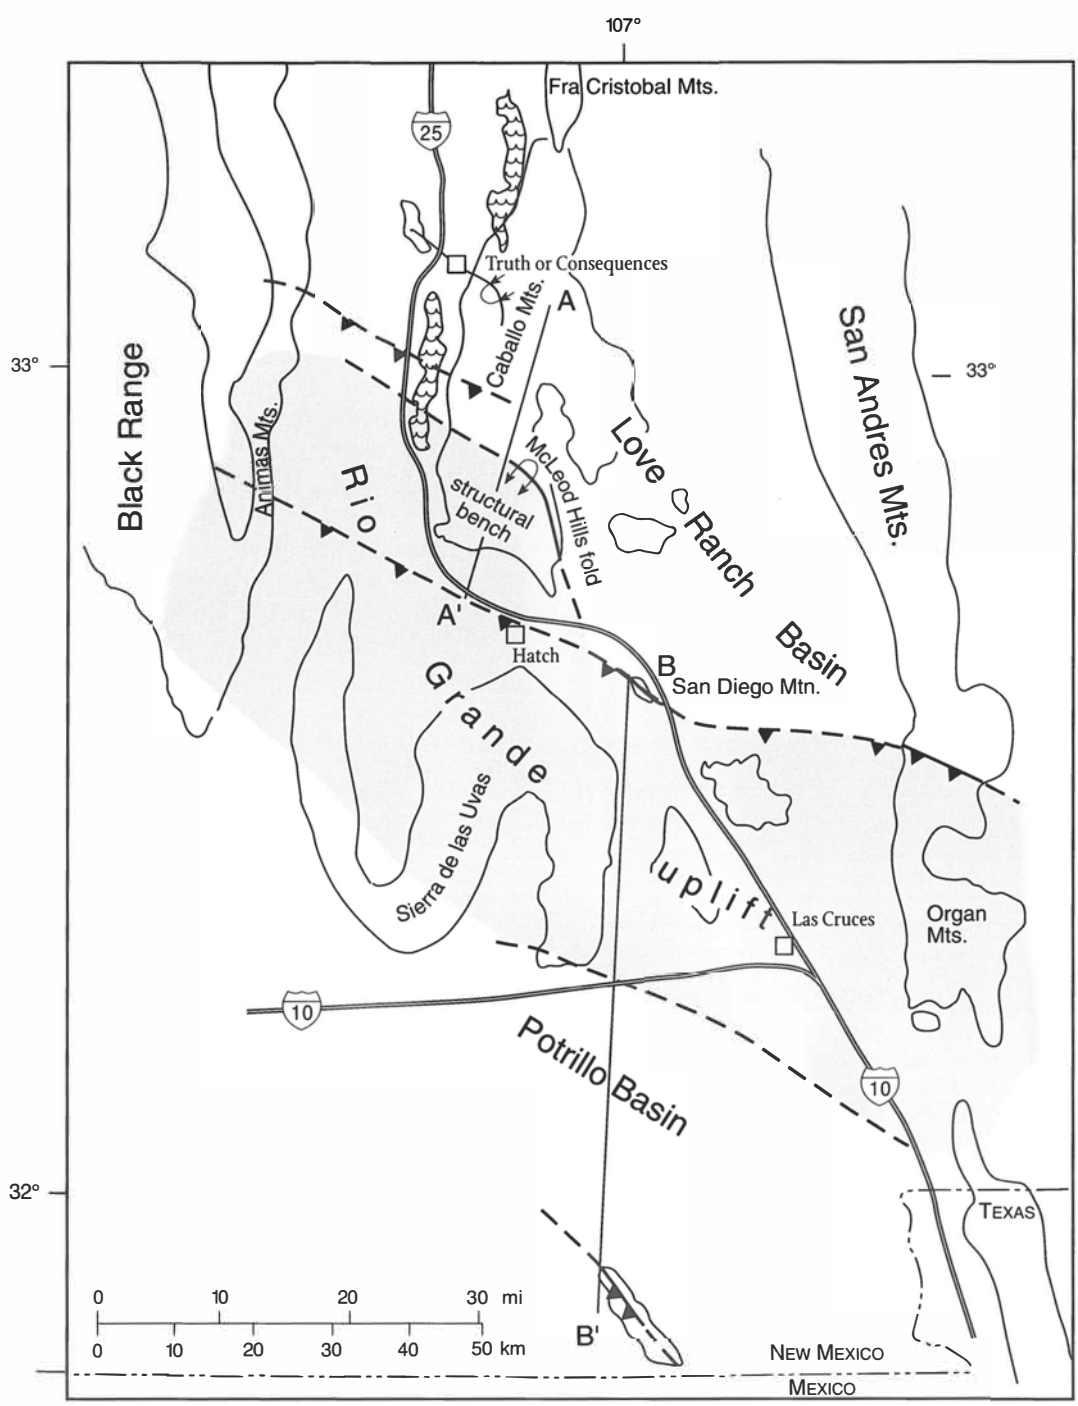 107°
Fra Cristobal Mts.
25
Truth or Consequences
A
Caballo Mts.
33°
33°
Black Range
Animas Mts.
Rio
San Andres Mts.
Love
Ranch
Basin
McLeod Hills fold
structural
bench
A'
Hatch
B
San Diego Mtn.
Grande
Sierra de las Uvas
uplift
Las Cruces
Organ
Mts.
10
Potrillo Basin
10
32°
TEXAS
0 10 20 30 mi
0 10 20 30 40 50 km
B'
NEW MEXICO
MEXICO